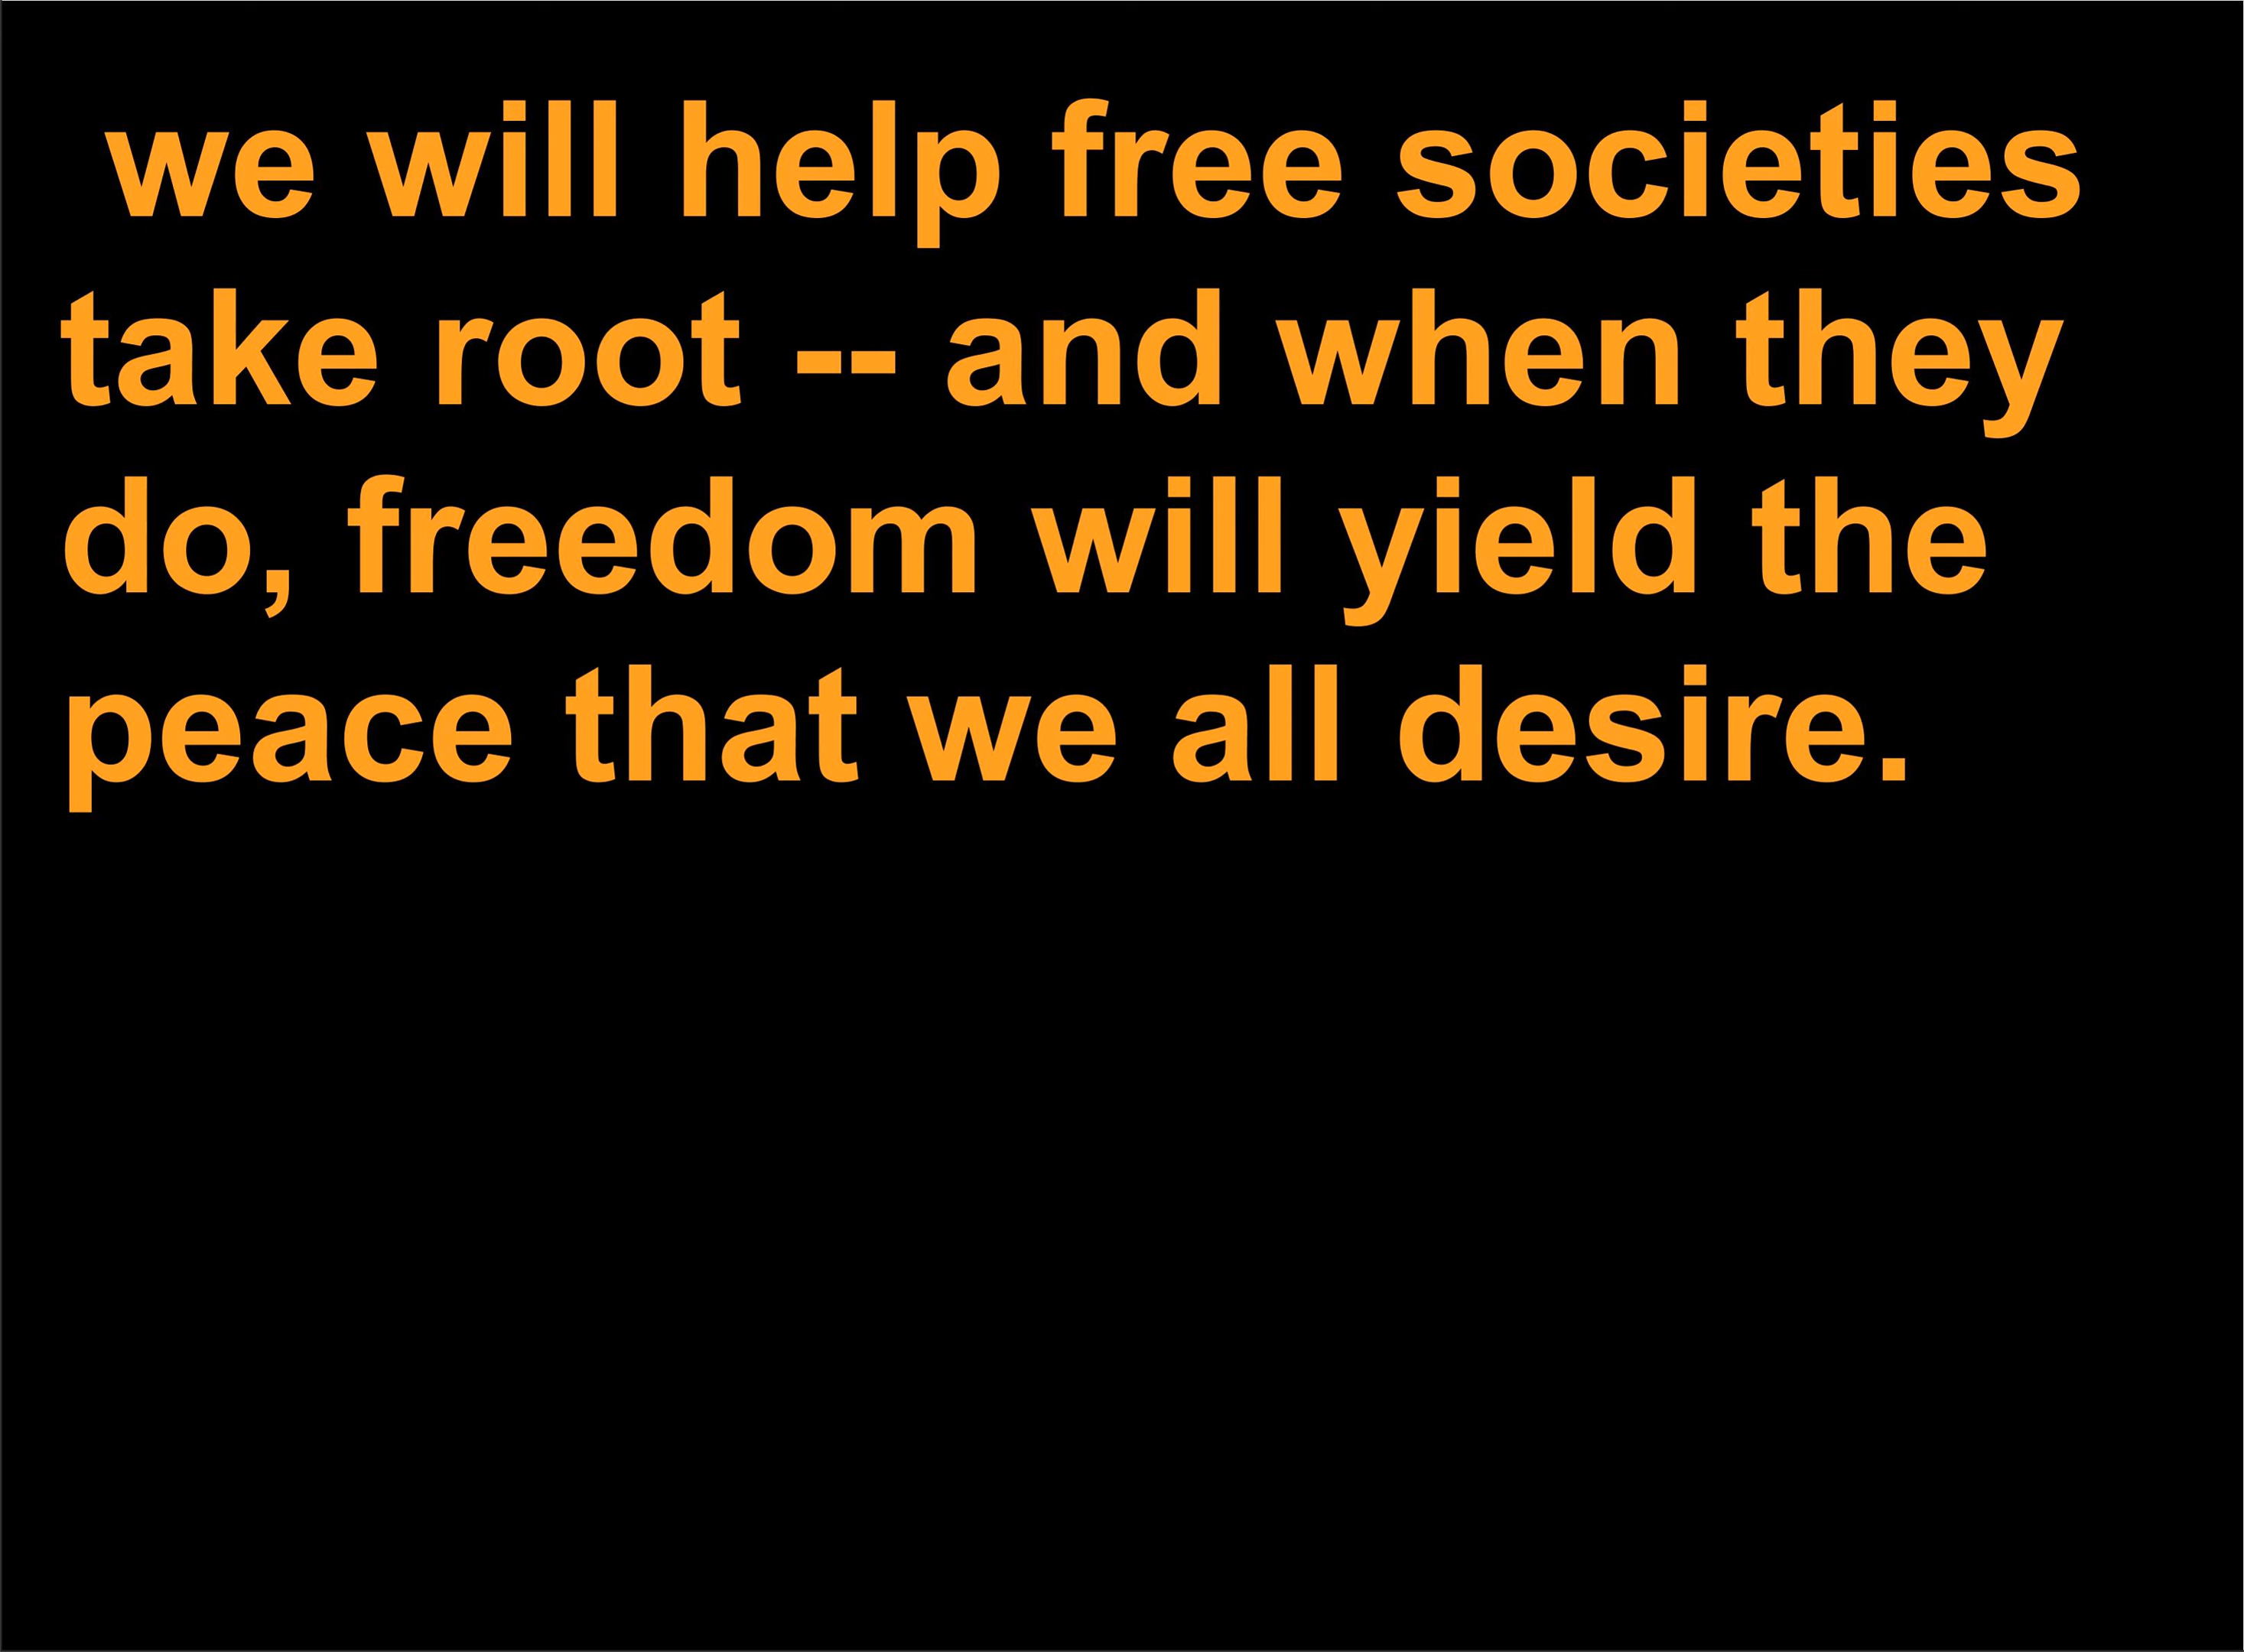 we will help free societies
take root -- and when they
do, freedom will yield the
peace that we all desire.